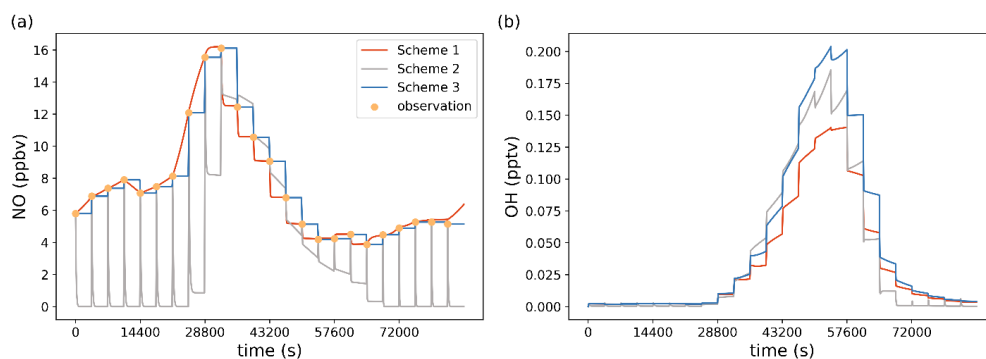 (a)
NO (ppbv)
16
14
12
10
8
6
4
2
0
Scheme 1
Scheme 2
Scheme 3
observation
0 14400 28800 43200 57600 72000
time (s)
(b)
OH (pptv)
0.200
0.175
0.150
0.125
0.100
0.075
0.050
0.025
0.000
0 14400 28800 43200 57600 72000
time (s)